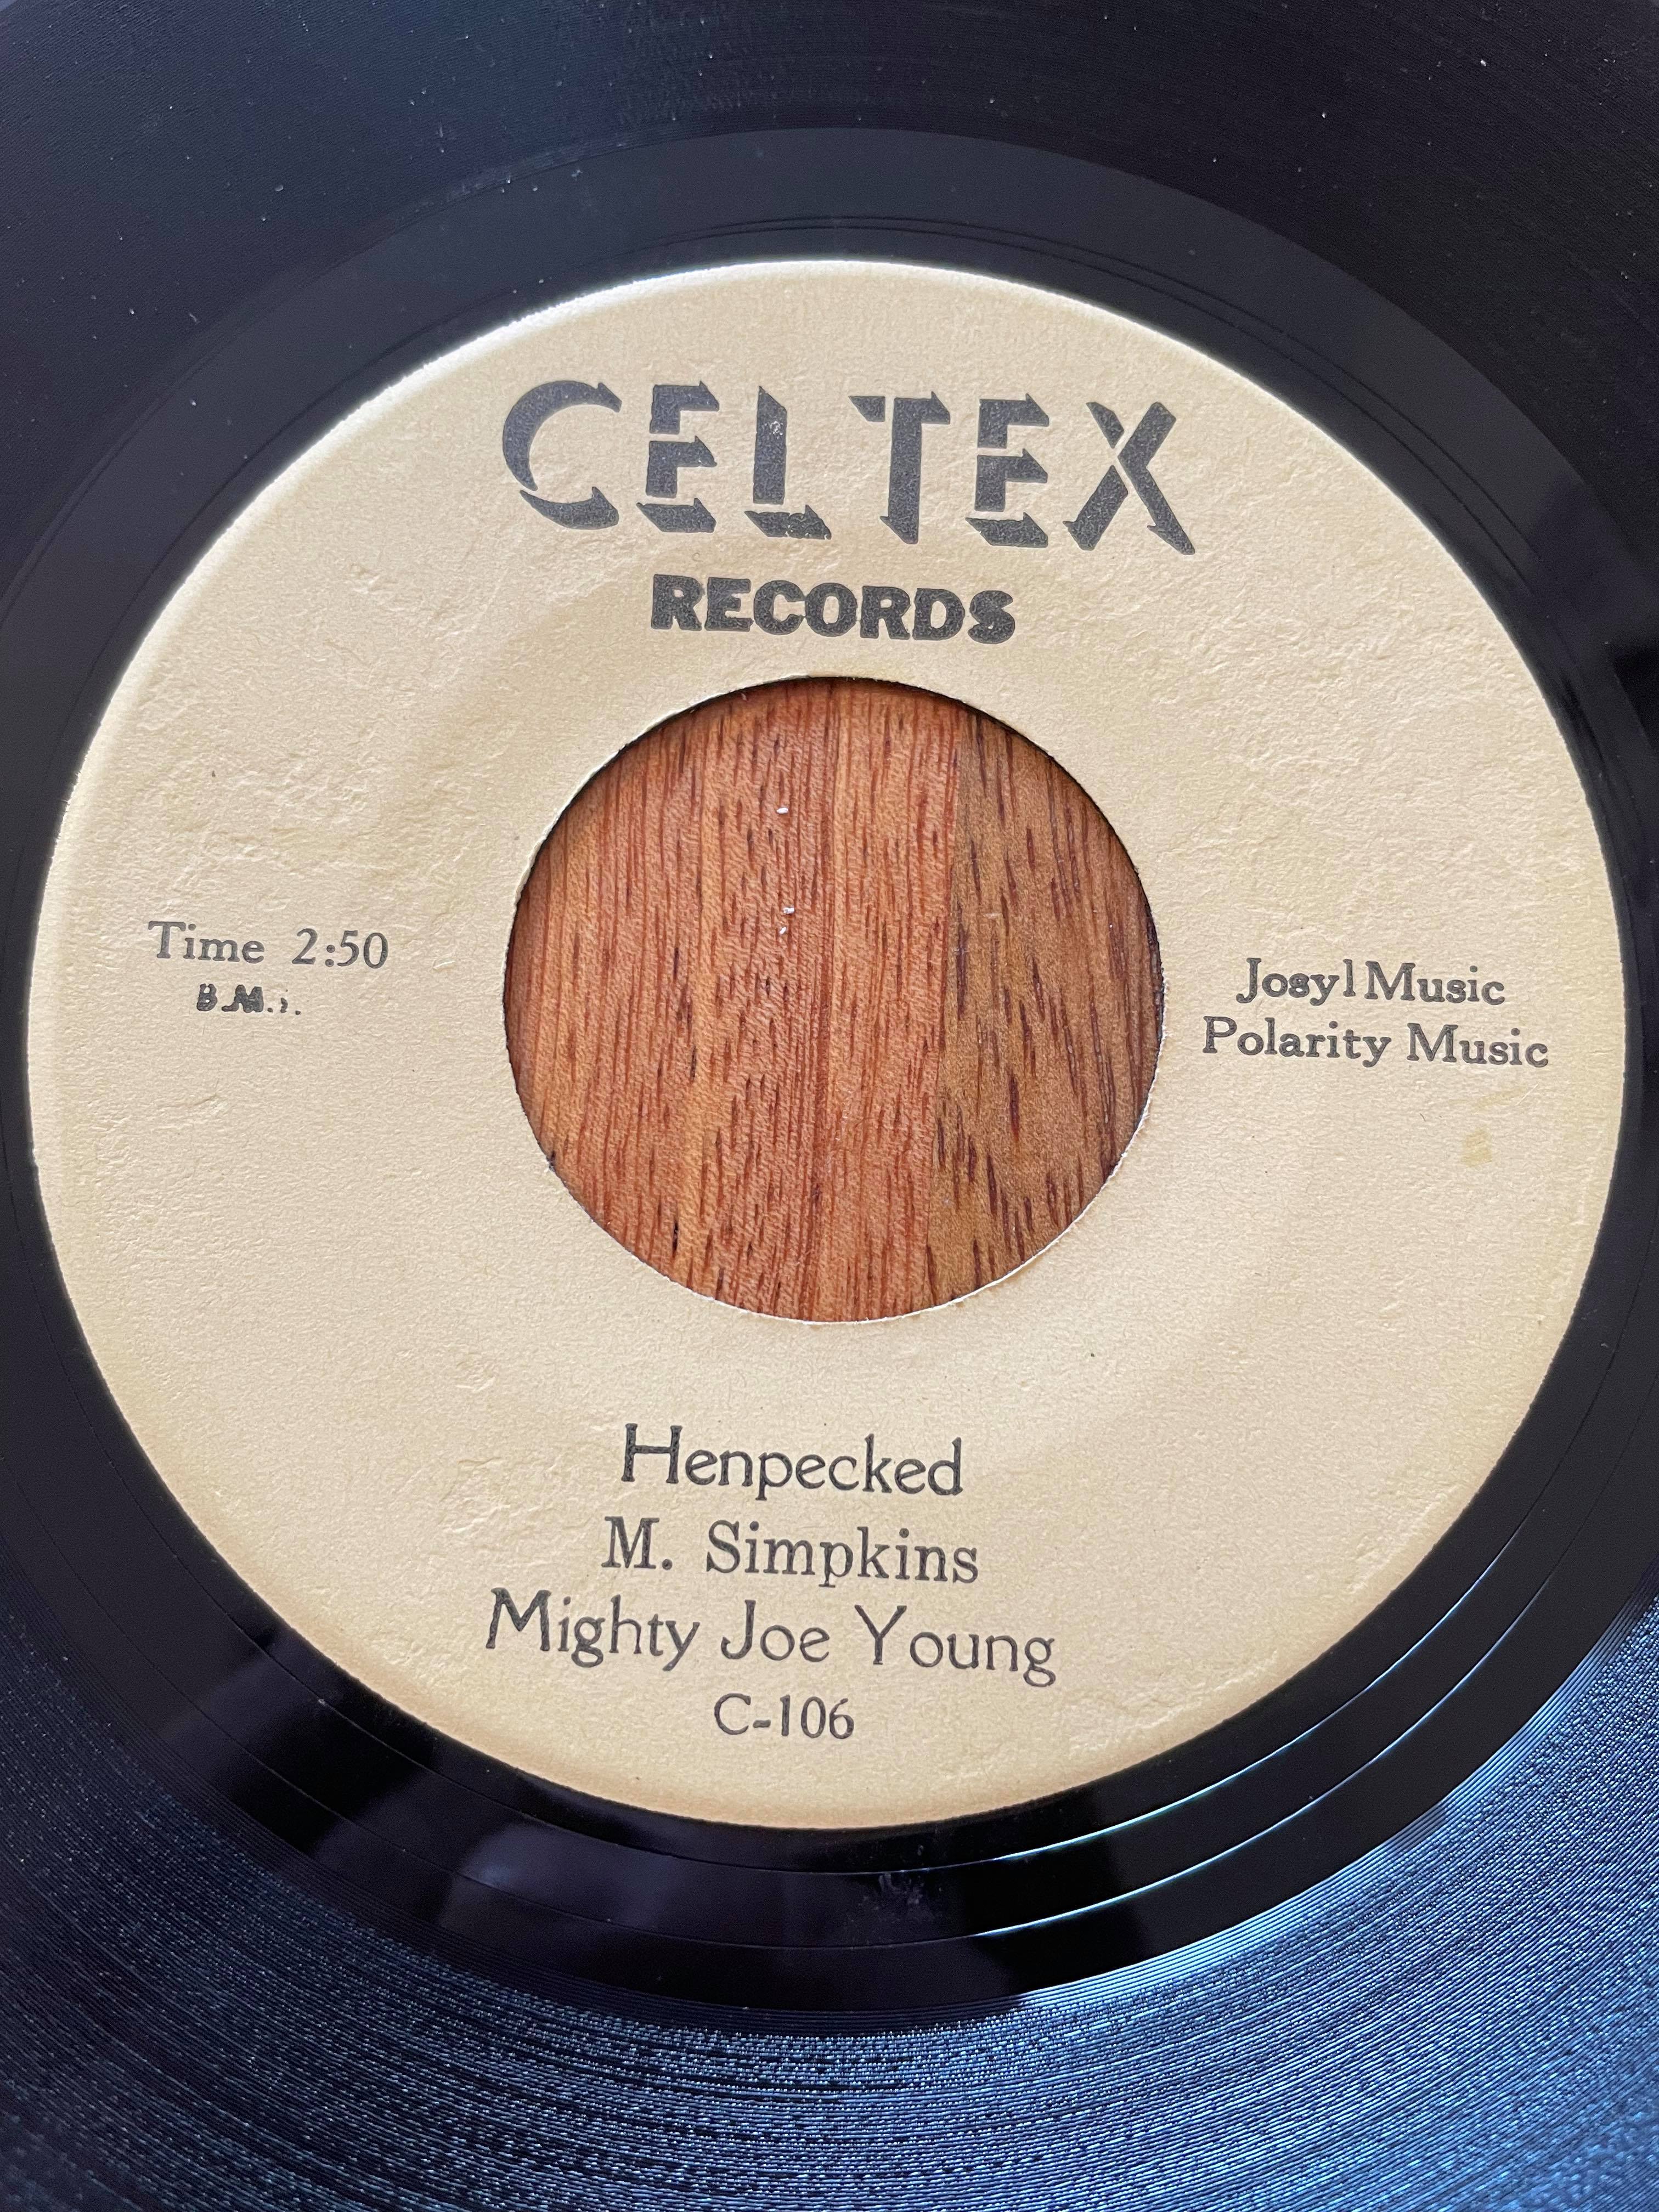 CELTEX
RECORDS
Time 2:50
B.M.I.
Josyl Music
Polarity Music
Henpecked
M. Simpkins
Mighty Joe Young
C-106